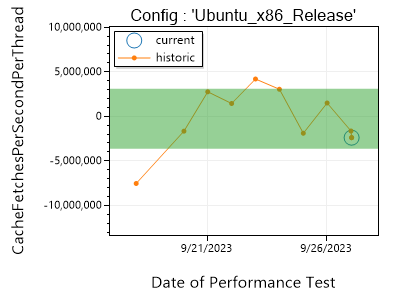 Config : 'Ubuntu_x86_Release'
current
historic
10,000,000
5,000,000
0
-5,000,000
-10,000,000
CacheFetchesPerSecondPerThread
9/21/2023
9/26/2023
Date of Performance Test